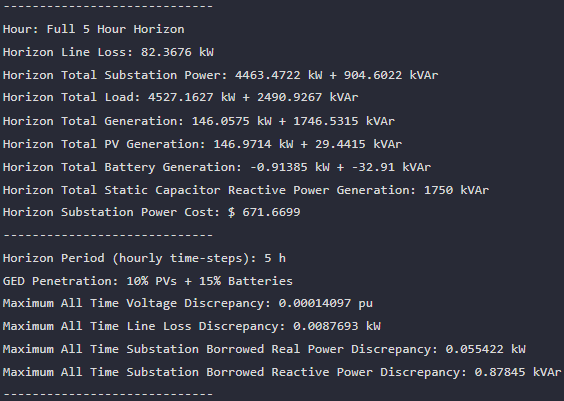 -----------------------------
Hour: Full 5 Hour Horizon
Horizon Line Loss: 82.3676 kW
Horizon Total Substation Power: 4463.4722 kW + 904.6022 kVAr
Horizon Total Load: 4527.1627 kW + 2490.9267 kVAr
Horizon Total Generation: 146.0575 kW + 1746.5315 kVAr
Horizon Total PV Generation: 146.9714 kW + 29.4415 kVAr
Horizon Total Battery Generation: -0.91385 kW + -32.91 kVAr
Horizon Total Static Capacitor Reactive Power Generation: 1750 kVAr
Horizon Substation Power Cost: $ 671.6699
-----------------------------
Horizon Period (hourly time-steps): 5 h
GED Penetration: 10% PVs + 15% Batteries
Maximum All Time Voltage Discrepancy: 0.00014097 pu
Maximum All Time Line Loss Discrepancy: 0.0087693 kW
Maximum All Time Substation Borrowed Real Power Discrepancy: 0.055422 kW
Maximum All Time Substation Borrowed Reactive Power Discrepancy: 0.87845 kVAr
-----------------------------